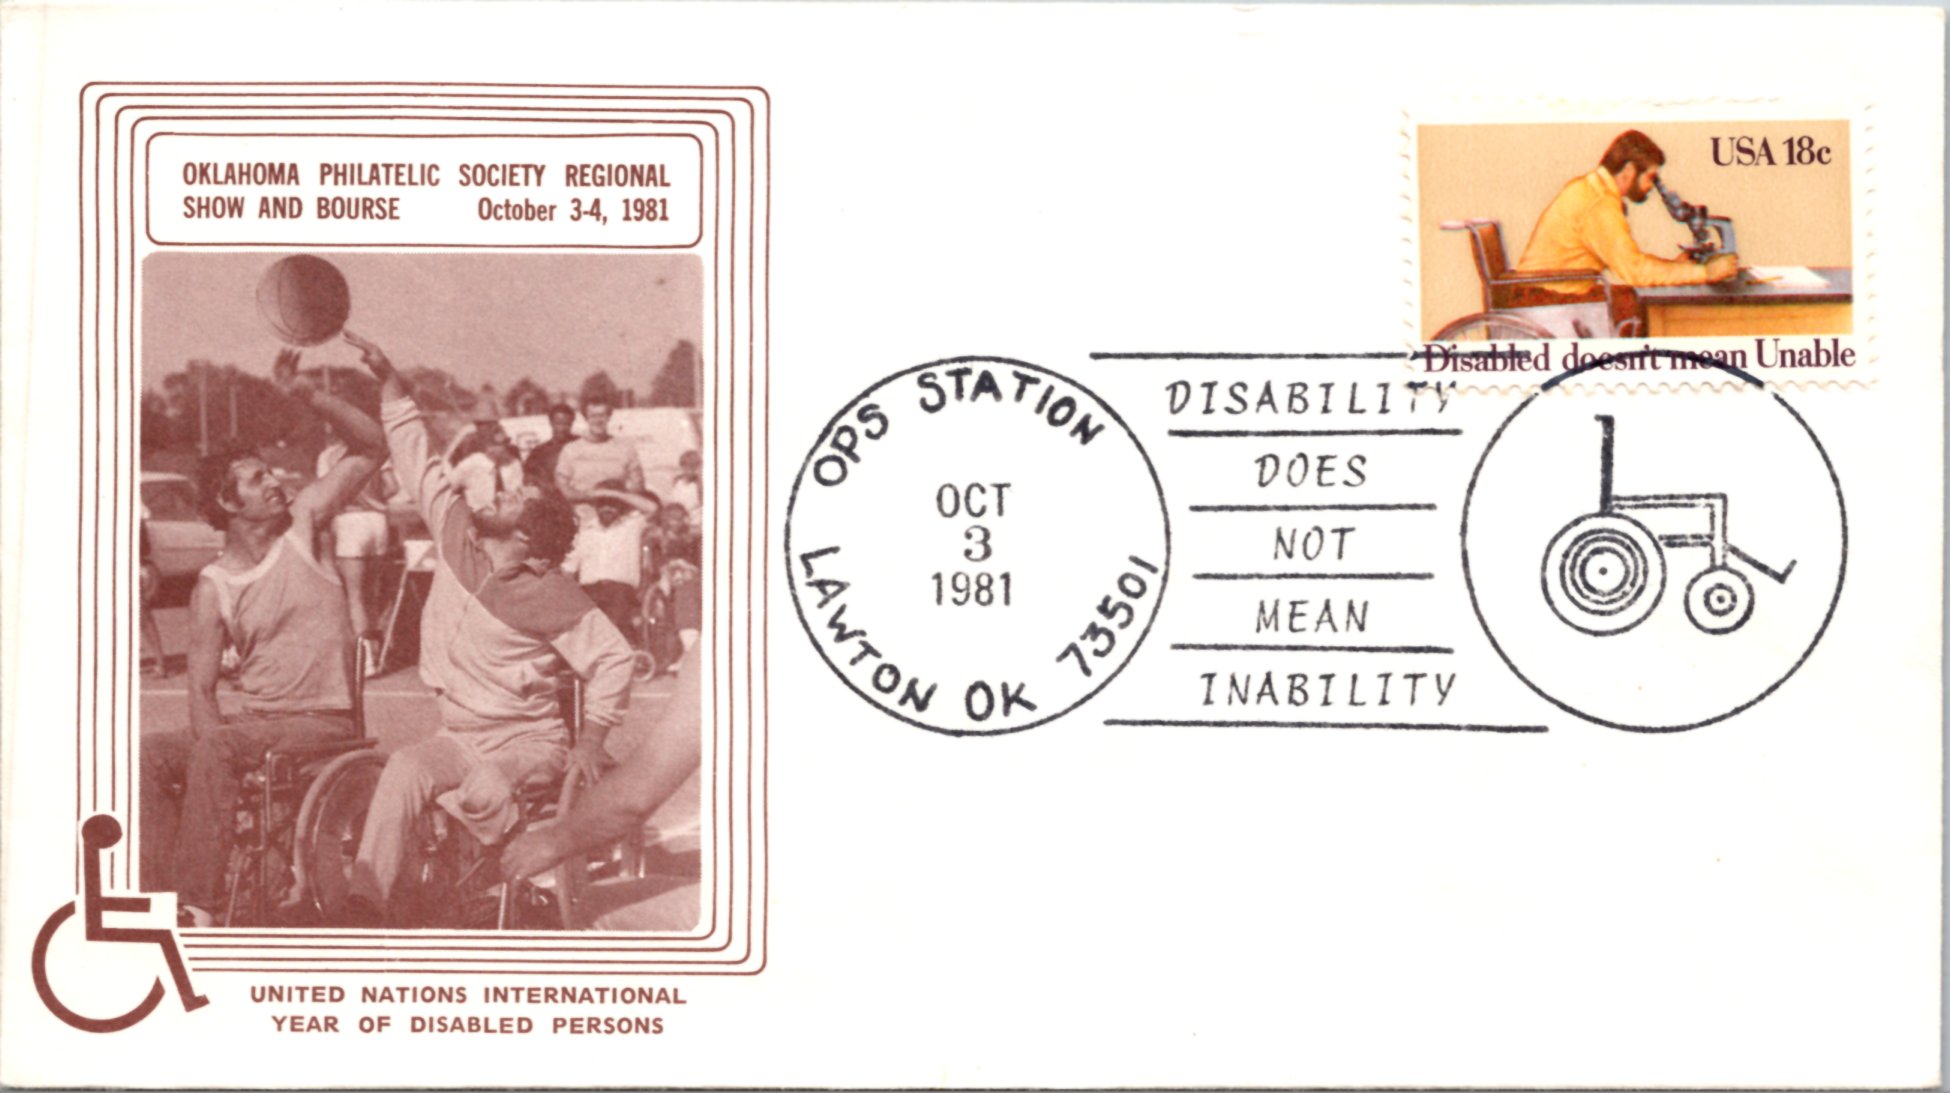 OKLAHOMA PHILATELIC SOCIETY REGIONAL
SHOW AND BOURSE October 3-4, 1981
UNITED NATIONS INTERNATIONAL
YEAR OF DISABLED PERSONS
USA 18c
Disabled doesn't mean Unable
OPS STATION
OCT
3
1981
LAWTON OK 73501
DISABILITY
DOES
NOT
MEAN
INABILITY